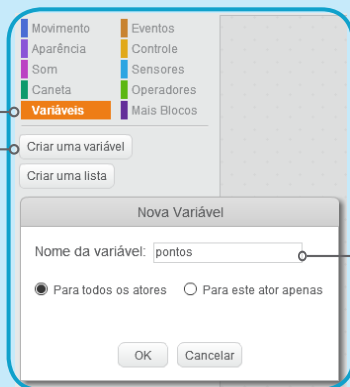 Movimento Eventos
Aparência Controle
Som Sensores
Caneta Operadores
Variáveis Mais Blocos
Criar uma variável
Criar uma lista
Nova Variável
Nome da variável: pontos
Para todos os atores Para este ator apenas
OK Cancelar